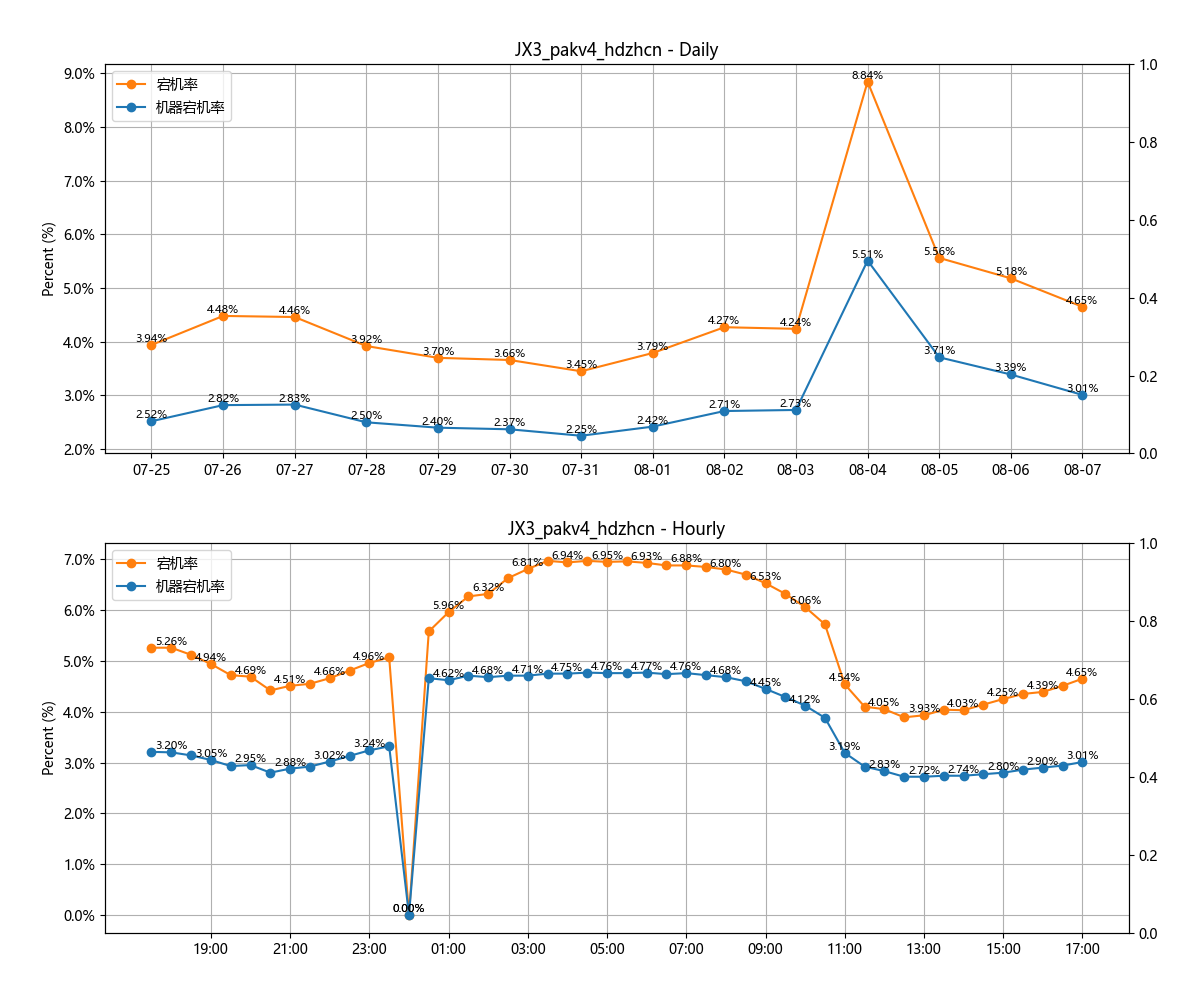 JX3_pakv4_hdzhcn - Daily
宕机率
机器宕机率
Percent (%)
9.0%
8.0%
7.0%
6.0%
5.0%
4.0%
3.0%
2.0%
1.0
0.8
0.6
0.4
0.2
0.0
3.94% 4.48% 4.46% 3.92% 3.70% 3.66% 3.45% 3.79% 4.27% 4.24% 8.84% 5.56% 5.18% 4.65%
2.52% 2.82% 2.83% 2.50% 2.40% 2.37% 2.25% 2.42% 2.71% 2.73% 5.51% 3.71% 3.39% 3.01%
07-25 07-26 07-27 07-28 07-29 07-30 07-31 08-01 08-02 08-03 08-04 08-05 08-06 08-07
JX3_pakv4_hdzhcn - Hourly
宕机率
机器宕机率
Percent (%)
7.0%
6.0%
5.0%
4.0%
3.0%
2.0%
1.0%
0.0%
1.0
0.8
0.6
0.4
0.2
0.0
5.26% 4.94% 4.69% 4.51% 4.66% 4.96% 0.00% 5.96% 6.32% 6.81% 6.94% 6.95% 6.93% 6.88% 6.80% 6.53% 6.06% 4.54% 4.05% 3.93% 4.03% 4.25% 4.39% 4.65%
3.20% 3.05% 2.95% 2.88% 3.02% 3.24% 0.00% 4.62% 4.68% 4.71% 4.75% 4.76% 4.77% 4.76% 4.68% 4.45% 4.12% 3.19% 2.83% 2.72% 2.74% 2.80% 2.90% 3.01%
19:00 21:00 23:00 01:00 03:00 05:00 07:00 09:00 11:00 13:00 15:00 17:00